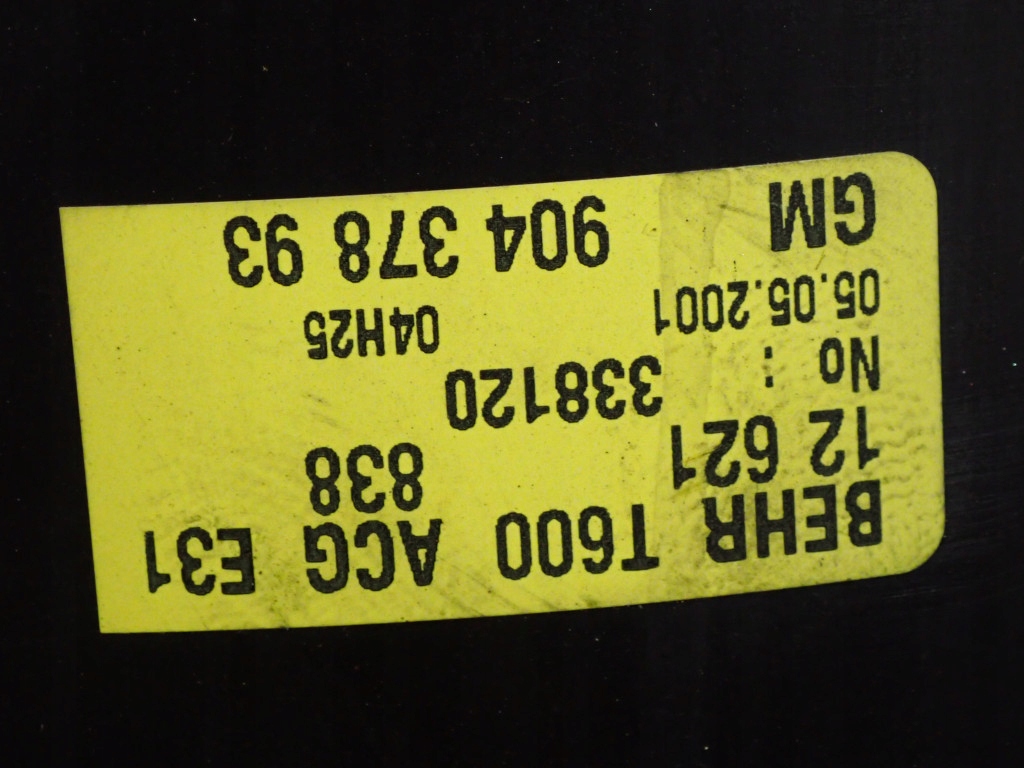 BEHR T600 ACG E31
12 621 838
No : 338120
05.05.2001 04H25
GM 904 378 93